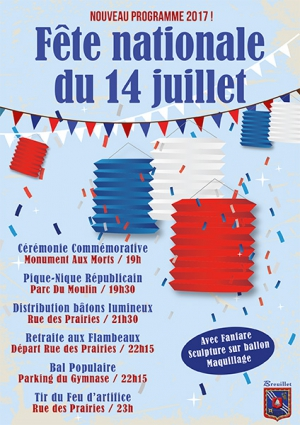 NOUVEAU PROGRAMME 2017 !
Fête nationale
du 14 juillet
Cérémonie Commémorative
Monument Aux Morts / 19h
Pique-Nique Républicain
Parc Du Moulin / 19h30
Distribution bâtons lumineux
Rue des Prairies / 21h30
Retraite aux Flambeaux
Départ Rue des Prairies / 22h15
Bal Populaire
Parking du Gymnase / 22h15
Tir du Feu d'artifice
Rue des Prairies / 23h
Avec Fanfare
Sculpture sur ballon
Maquillage
Breuillet